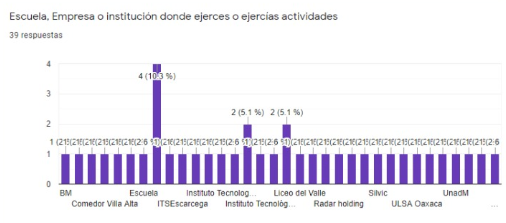 Escuela, Empresa o institución donde ejerces o ejercías actividades
39 respuestas
4
4 (10.3 %)
3
2
2 (5.1 %)
2 (5.1 %)
1
0
BM
Escuela
Instituto Tecnolog...
Liceo del Valle
Silvic
UnadM
Comedor Villa Alta
ITSEscarcega
Instituto Tecnológ...
Radar holding
ULSA Oaxaca
...